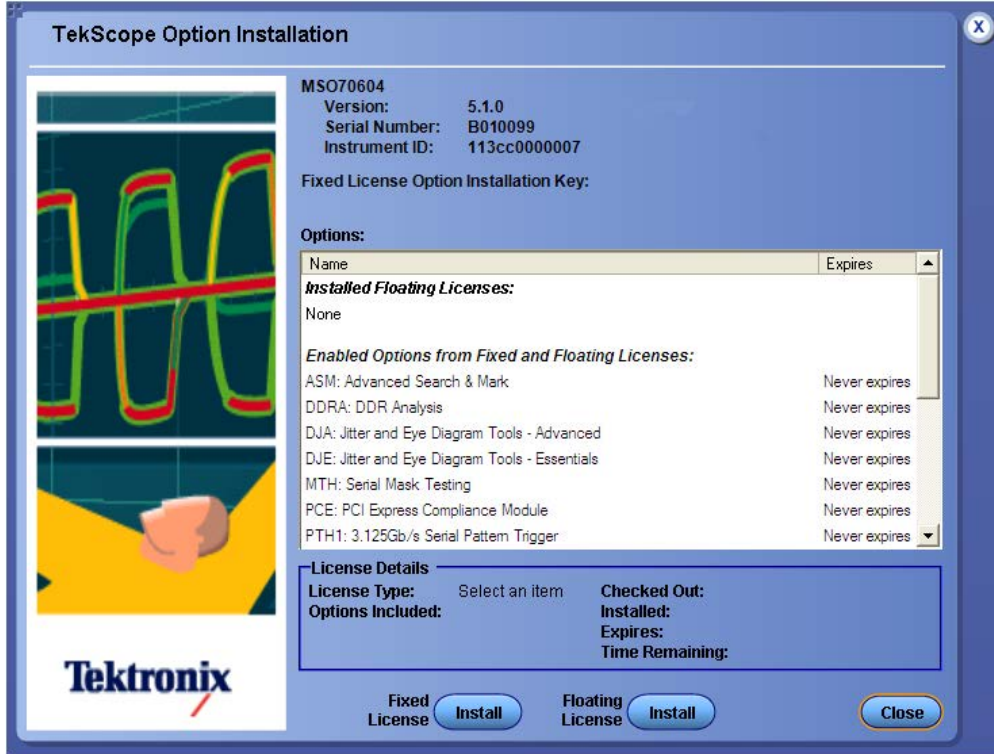 TekScope Option Installation
X
MSO70604
Version: 5.1.0
Serial Number: B010099
Instrument ID: 113cc0000007
Fixed License Option Installation Key:
Options:
Name Expires
Installed Floating Licenses:
None
Enabled Options from Fixed and Floating Licenses:
ASM: Advanced Search & Mark Never expires
DDRA: DDR Analysis Never expires
DJA: Jitter and Eye Diagram Tools - Advanced Never expires
DJE: Jitter and Eye Diagram Tools - Essentials Never expires
MTH: Serial Mask Testing Never expires
PCE: PCI Express Compliance Module Never expires
PTH1: 3.125Gb/s Serial Pattern Trigger Never expires
License Details
License Type: Select an item Checked Out:
Options Included: Installed:
Expires:
Time Remaining:
Tektronix
Fixed License Install Floating License Install Close